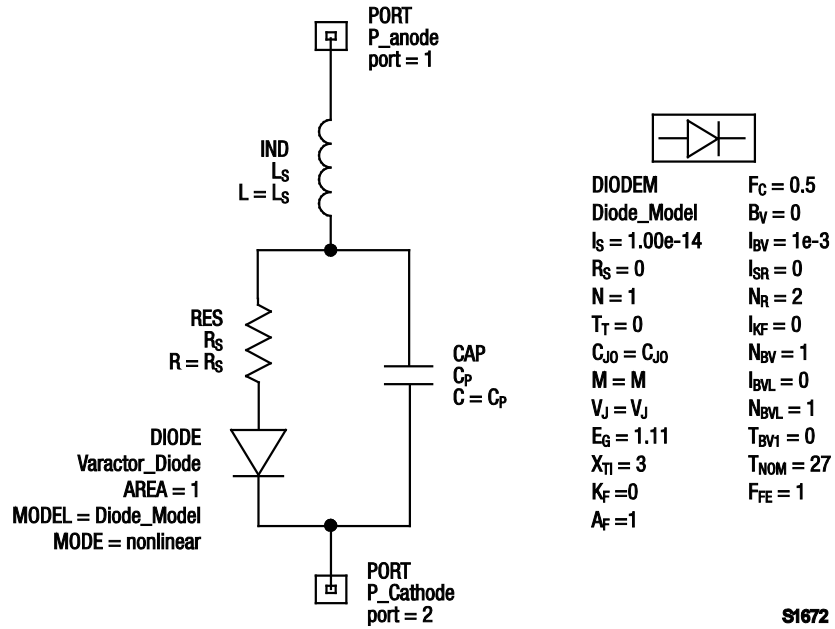 PORT
P_anode
port = 1
IND
LS
L = LS
RES
RS
R = RS
CAP
CP
C = CP
DIODE
Varactor_Diode
AREA = 1
MODEL = Diode_Model
MODE = nonlinear
PORT
P_Cathode
port = 2
DIODEM
Diode_Model
IS = 1.00e-14
RS = 0
N = 1
TT = 0
CJO = CJO
M = M
VJ = VJ
EG = 1.11
XTI = 3
KF =0
AF =1
FC = 0.5
BV = 0
IBV = 1e-3
ISR = 0
NR = 2
IKF = 0
NBV = 1
IBVL = 0
NBVL = 1
TBV1 = 0
TNOM = 27
FFE = 1
S1672